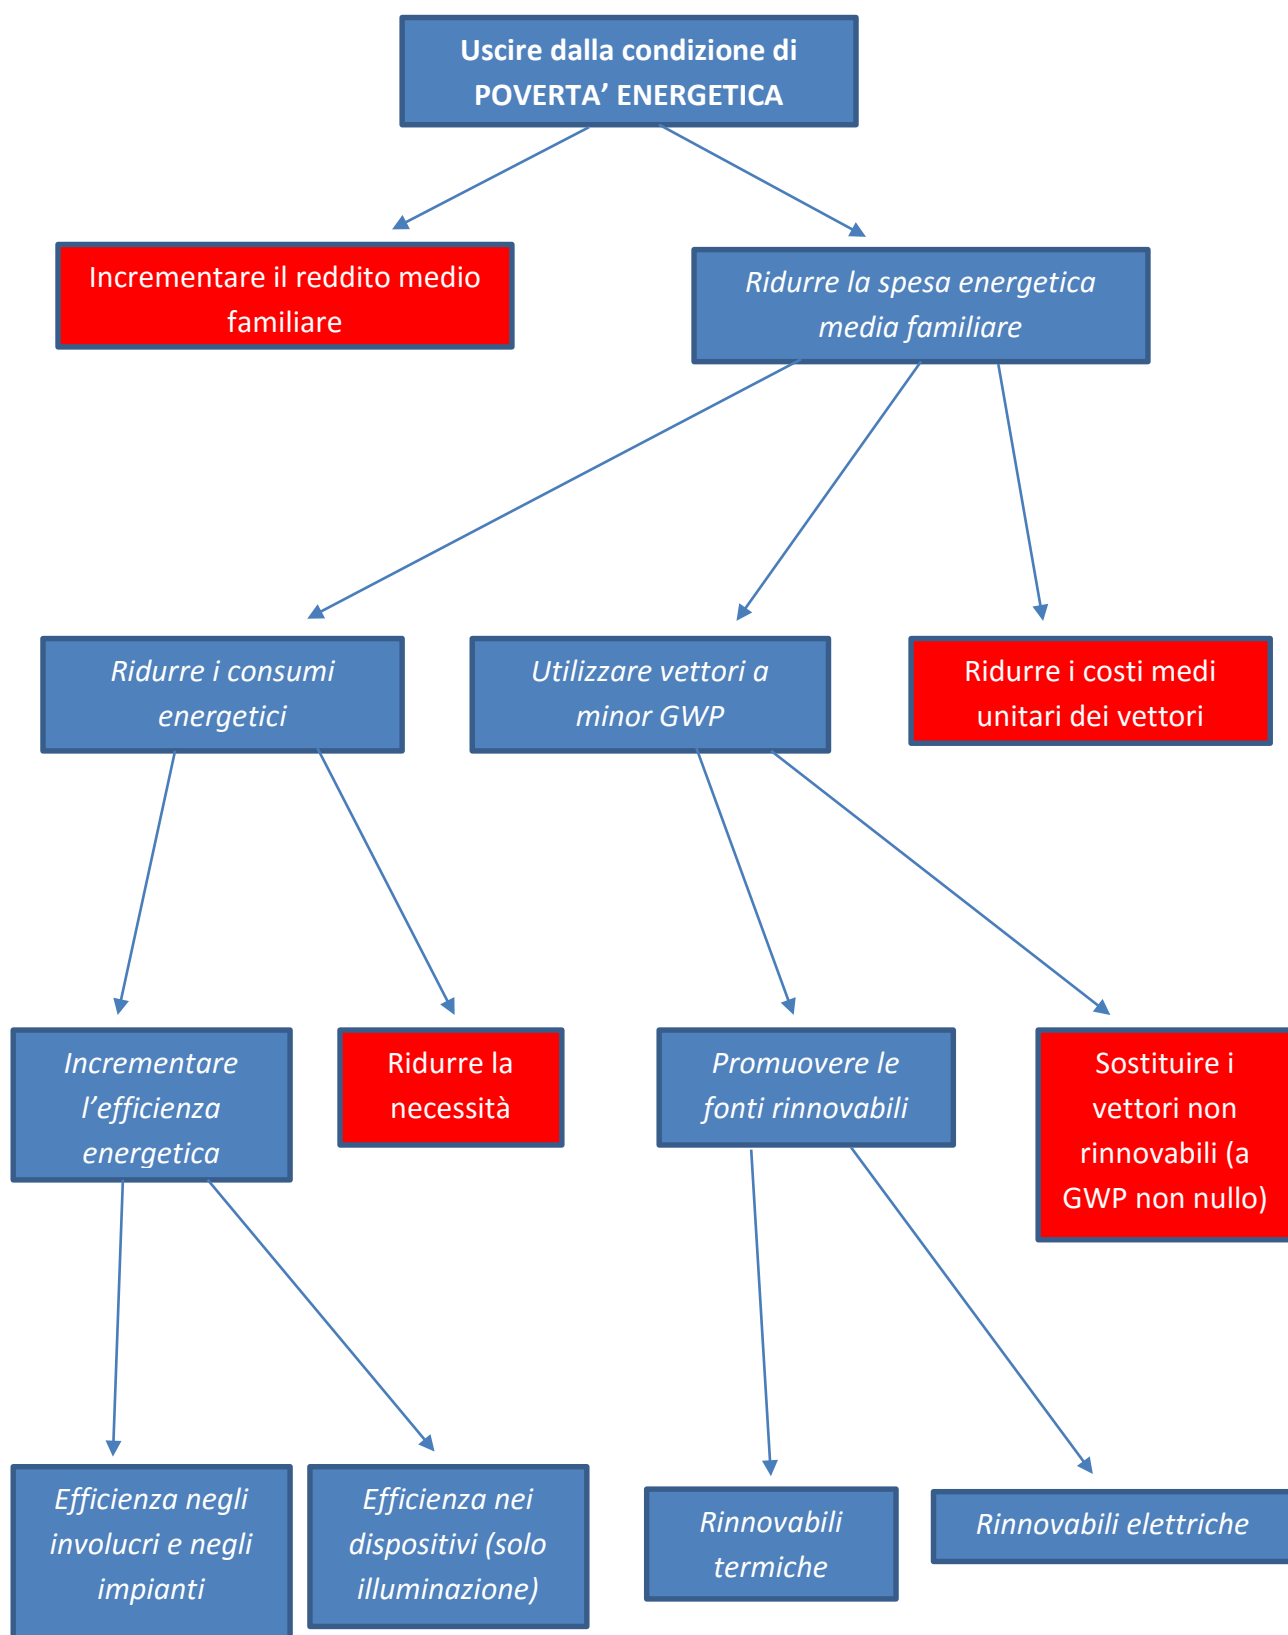 Uscire dalla condizione di
POVERTA’ ENERGETICA
Incrementare il reddito medio
familiare
Ridurre la spesa energetica
media familiare
Ridurre i consumi
energetici
Utilizzare vettori a
minor GWP
Ridurre i costi medi
unitari dei vettori
Incrementare
l’efficienza
energetica
Ridurre la
necessità
Promuovere le
fonti rinnovabili
Sostituire i
vettori non
rinnovabili (a
GWP non nullo)
Efficienza negli
involucri e negli
impianti
Efficienza nei
dispositivi (solo
illuminazione)
Rinnovabili
termiche
Rinnovabili elettriche